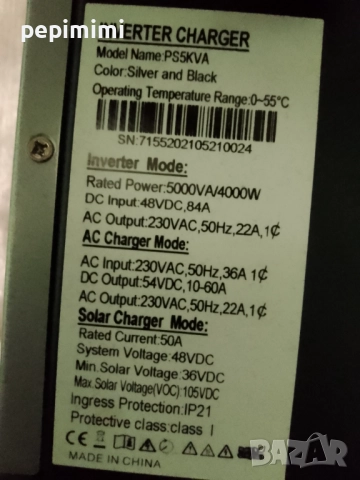 pepimimi
INVERTER CHARGER
Model Name:PS5KVA
Color:Silver and Black
Operating Temperature Range:0~55°C
SN:7155202105210024
Inverter Mode:
Rated Power:5000VA/4000W
DC Input:48VDC,84A
AC Output:230VAC,50Hz,22A,1¢
AC Charger Mode:
AC Input:230VAC,50Hz,36A 1¢
DC Output:54VDC,10-60A
AC Output:230VAC,50Hz,22A,1¢
Solar Charger Mode:
Rated Current:50A
System Voltage:48VDC
Min.Solar Voltage:36VDC
Max.Solar Voltage(VOC):105VDC
Ingress Protection:IP21
Protective class:class I
CE
MADE IN CHINA
BAZAR
bg